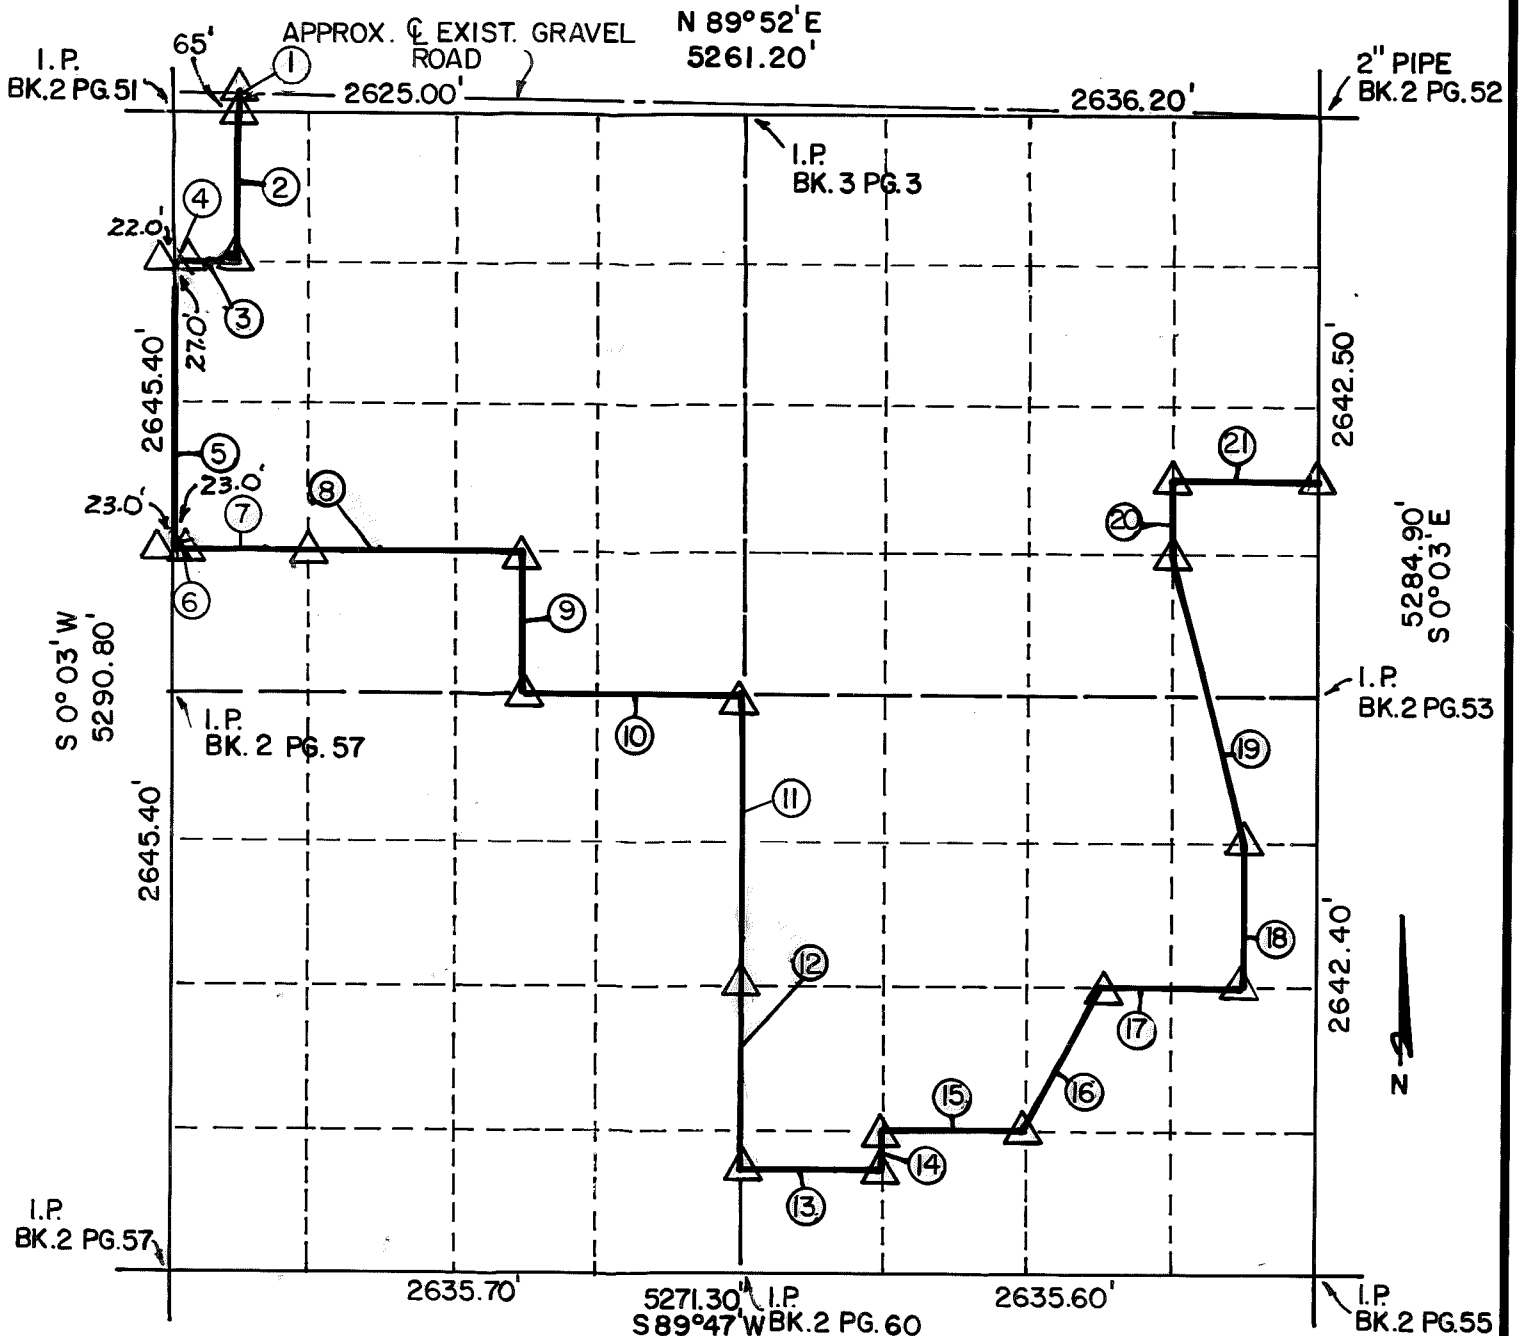 N 89°52'E
5261.20'
APPROX. ℄ EXIST. GRAVEL
ROAD
65'
1
I.P.
BK.2 PG.51
2625.00'
2636.20'
2" PIPE
BK.2 PG.52
I.P.
BK. 3 PG.3
2
4
22.0'
3
27.0'
2645.40'
2642.50'
5
23.0'
23.0'
7
8
6
21
20
9
S 0°03'W
5290.80'
5284.90'
S 0°03'E
I.P.
BK. 2 PG.57
10
I.P.
BK.2 PG.53
19
11
2645.40'
12
18
2642.40'
17
16
15
14
13
N
I.P.
BK.2 PG.57
2635.70'
5271.30'
S 89°47'W
I.P.
BK.2 PG. 60
2635.60'
I.P.
BK.2 PG.55